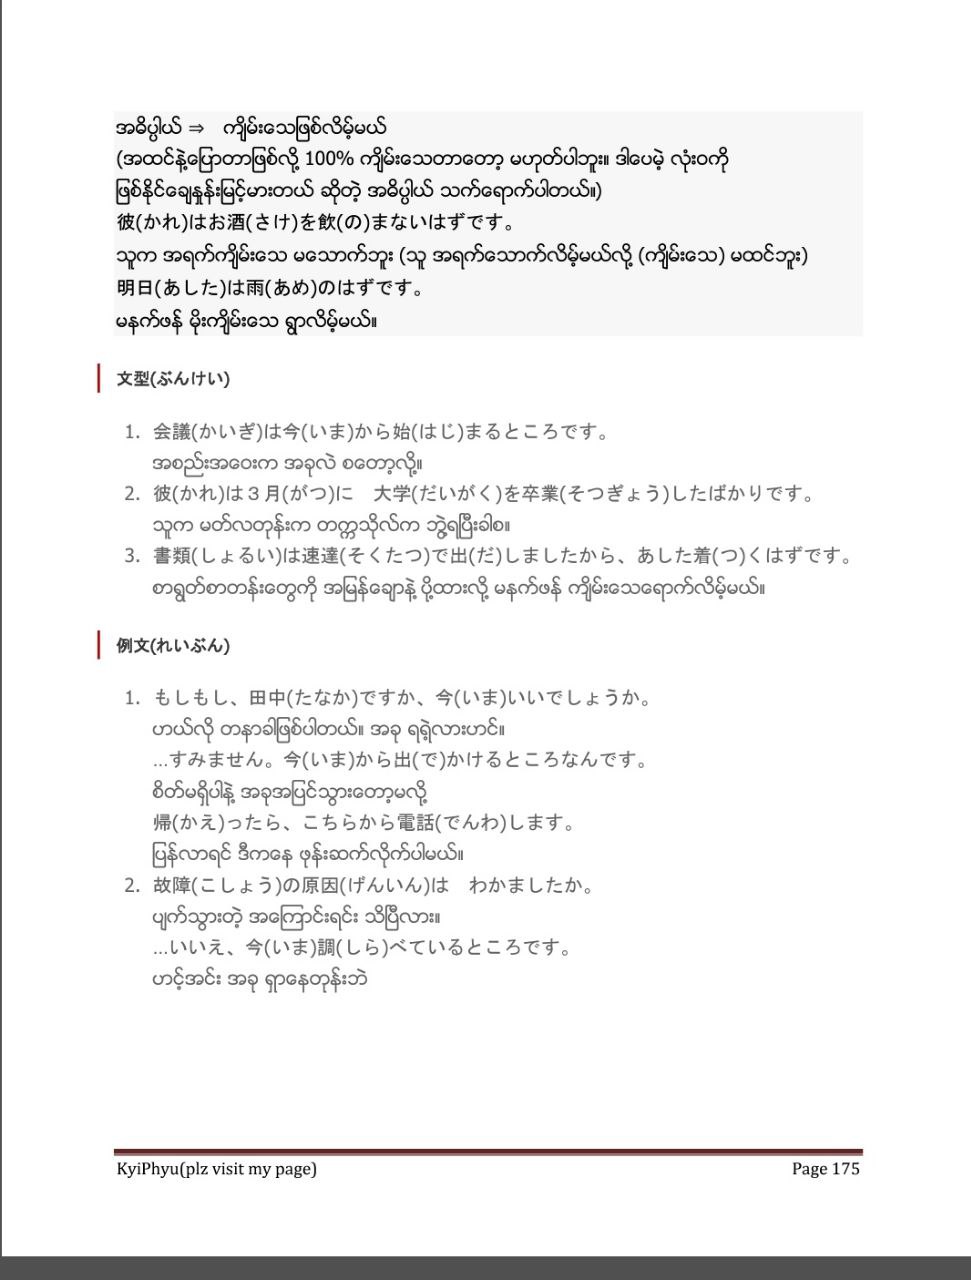 အဓိပ္ပါယ် ⇒ ကျိမ်းသေဖြစ်လိမ့်မယ်
(အထင်နဲ့ပြောတာဖြစ်လို့ 100% ကျိမ်းသေတာတော့ မဟုတ်ပါဘူး။ ဒါပေမဲ့ လုံးဝကို
ဖြစ်နိုင်ချေနှုန်းမြင့်မားတယ် ဆိုတဲ့ အဓိပ္ပါယ် သက်ရောက်ပါတယ်။)
彼(かれ)はお酒(さけ)を飲(の)まないはずです。
သူက အရက်ကျိမ်းသေ မသောက်ဘူး (သူ အရက်သောက်လိမ့်မယ်လို့ (ကျိမ်းသေ) မထင်ဘူး)
明日(あした)は雨(あめ)のはずです。
မနက်ဖန် မိုးကျိမ်းသေ ရွာလိမ့်မယ်။
文型(ぶんけい)
1. 会議(かいぎ)は今(いま)から始(はじ)まるところです。
အစည်းအဝေးက အခုလဲ စတော့လို့။
2. 彼(かれ)は３月(がつ)に　大学(だいがく)を卒業(そつぎょう)したばかりです。
သူက မတ်လတုန်းက တက္ကသိုလ်က ဘွဲ့ရပြီးခါစ။
3. 書類(しょるい)は速達(そくたつ)で出(だ)しましたから、あした着(つ)くはずです。
စာရွတ်စာတန်းတွေကို အမြန်ချောနဲ့ ပို့ထားလို့ မနက်ဖန် ကျိမ်းသေရောက်လိမ့်မယ်။
例文(れいぶん)
1. もしもし、田中(たなか)ですか、今(いま)いいでしょうか。
ဟယ်လို တနာခါဖြစ်ပါတယ်။ အခု ရရဲ့လားဟင်။
...すみません。今(いま)から出(で)かけるところなんです。
စိတ်မရှိပါနဲ့ အခုအပြင်သွားတော့မလို့
帰(かえ)ったら、こちらから電話(でんわ)します。
ပြန်လာရင် ဒီကနေ ဖုန်းဆက်လိုက်ပါမယ်။
2. 故障(こしょう)の原因(げんいん)は　わかましたか。
ပျက်သွားတဲ့ အကြောင်းရင်း သိပြီလား။
...いいえ、今(いま)調(しら)べているところです。
ဟင့်အင်း အခု ရှာနေတုန်းဘဲ
KyiPhyu(plz visit my page)
Page 175